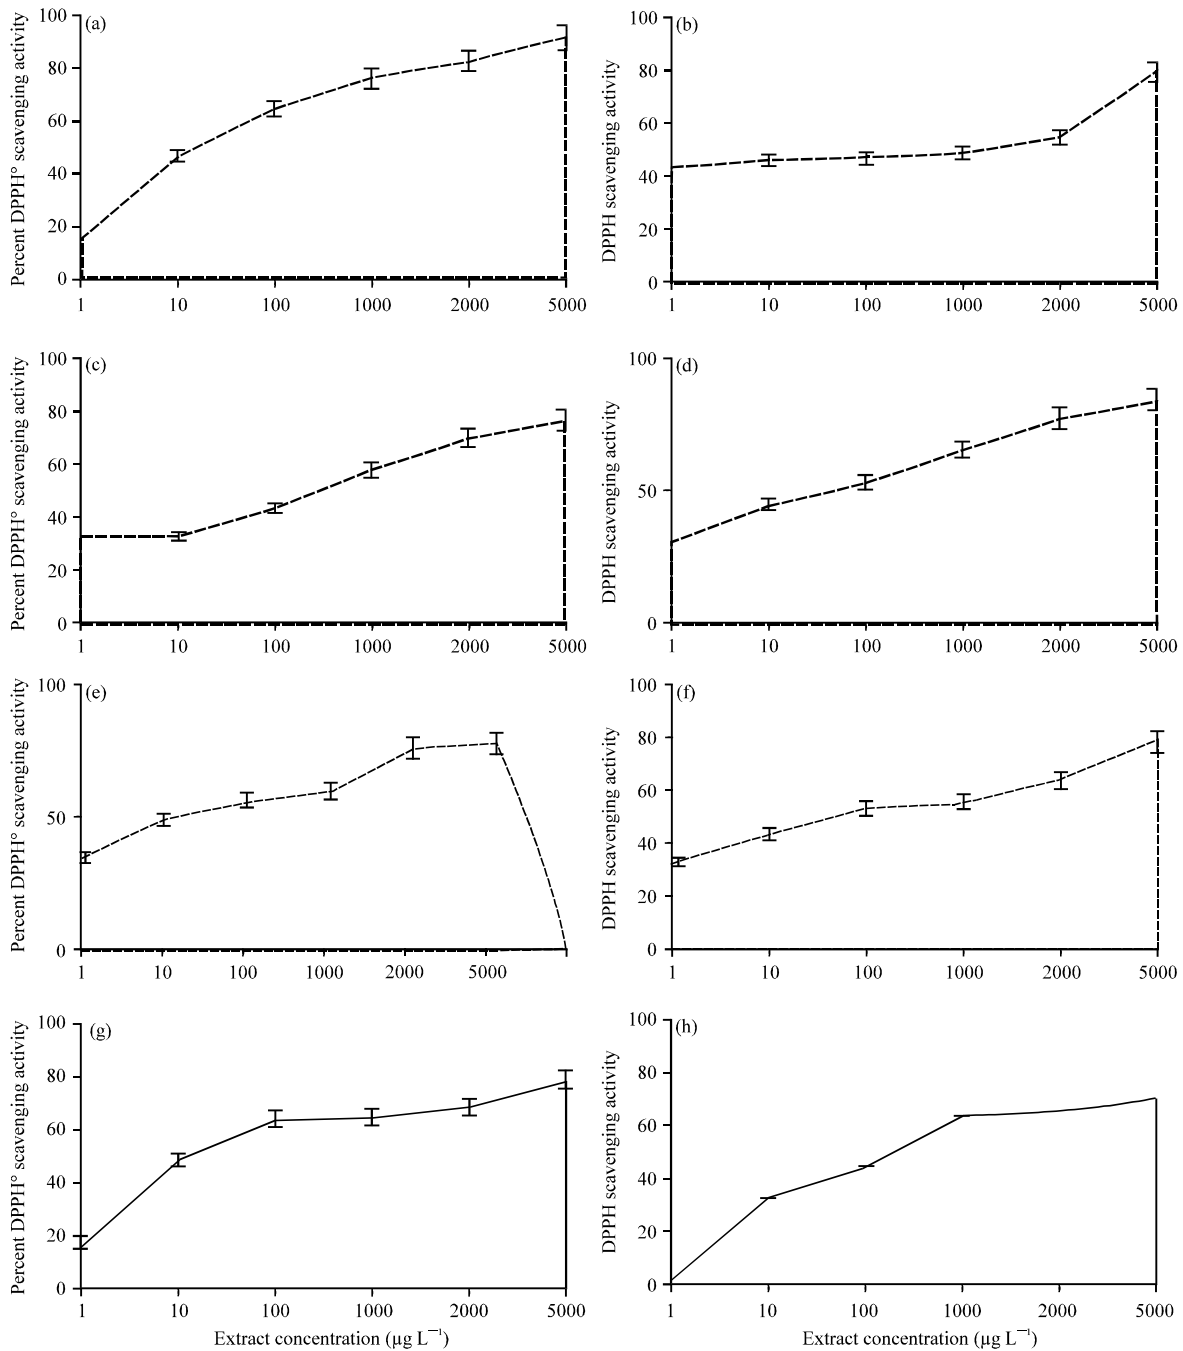 (a)
Percent DPPH° scavenging activity
100
80
60
40
20
0
1 10 100 1000 2000 5000
(b)
DPPH scavenging activity
100
80
60
40
20
0
1 10 100 1000 2000 5000
(c)
Percent DPPH° scavenging activity
100
80
60
40
20
0
1 10 100 1000 2000 5000
(d)
DPPH scavenging activity
100
50
0
1 10 100 1000 2000 5000
(e)
Percent DPPH° scavenging activity
100
50
0
1 10 100 1000 2000 5000
(f)
DPPH scavenging activity
100
80
60
40
20
0
1 10 100 1000 2000 5000
(g)
Percent DPPH° scavenging activity
100
80
60
40
20
0
1 10 100 1000 2000 5000
Extract concentration (µg L⁻¹)
(h)
DPPH scavenging activity
100
80
60
40
20
0
1 10 100 1000 2000 5000
Extract concentration (µg L⁻¹)